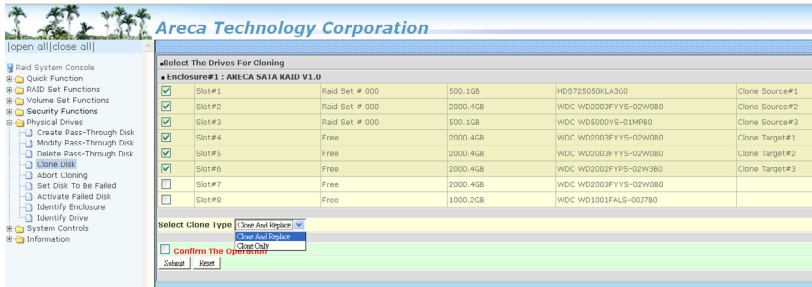 Areca Technology Corporation
|open all|close all|
Raid System Console
Quick Function
RAID Set Functions
Volume Set Functions
Security Functions
Physical Drives
Create Pass-Through Disk
Modify Pass-Through Disk
Delete Pass-Through Disk
Clone Disk
Abort Cloning
Set Disk To Be Failed
Activate Failed Disk
Identify Enclosure
Identify Drive
System Controls
Information
Select The Drives For Cloning
Enclosure#1 : ARECA SATA RAID V1.0
Slot#1 Raid Set # 000 500.1GB HDS725050KLA360 Clone Source#1
Slot#2 Raid Set # 000 2000.4GB WDC WD2003FYYS-02W0B0 Clone Source#2
Slot#3 Raid Set # 000 500.1GB WDC WD5000YS-01MPB0 Clone Source#3
Slot#4 Free 2000.4GB WDC WD2003FYYS-02W0B0 Clone Target#1
Slot#5 Free 2000.4GB WDC WD2003FYYS-02W0B0 Clone Target#2
Slot#6 Free 2000.4GB WDC WD2002FYPS-02W3B0 Clone Target#3
Slot#7 Free 2000.4GB WDC WD2003FYYS-02W0B0
Slot#8 Free 1000.2GB WDC WD1001FALS-00J7B0
Select Clone Type Clone And Replace
Clone And Replace
Clone Only
Confirm The Operation
Submit Reset